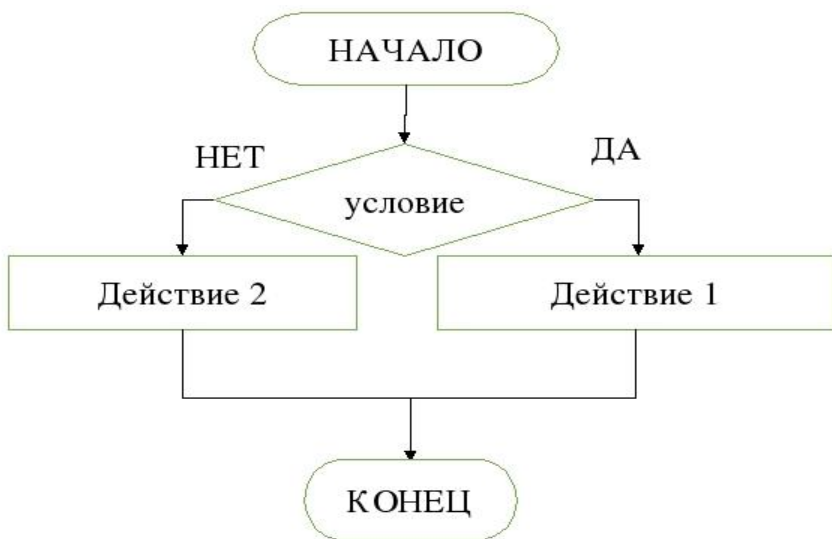 НАЧАЛО
НЕТ
ДА
условие
Действие 2
Действие 1
КОНЕЦ